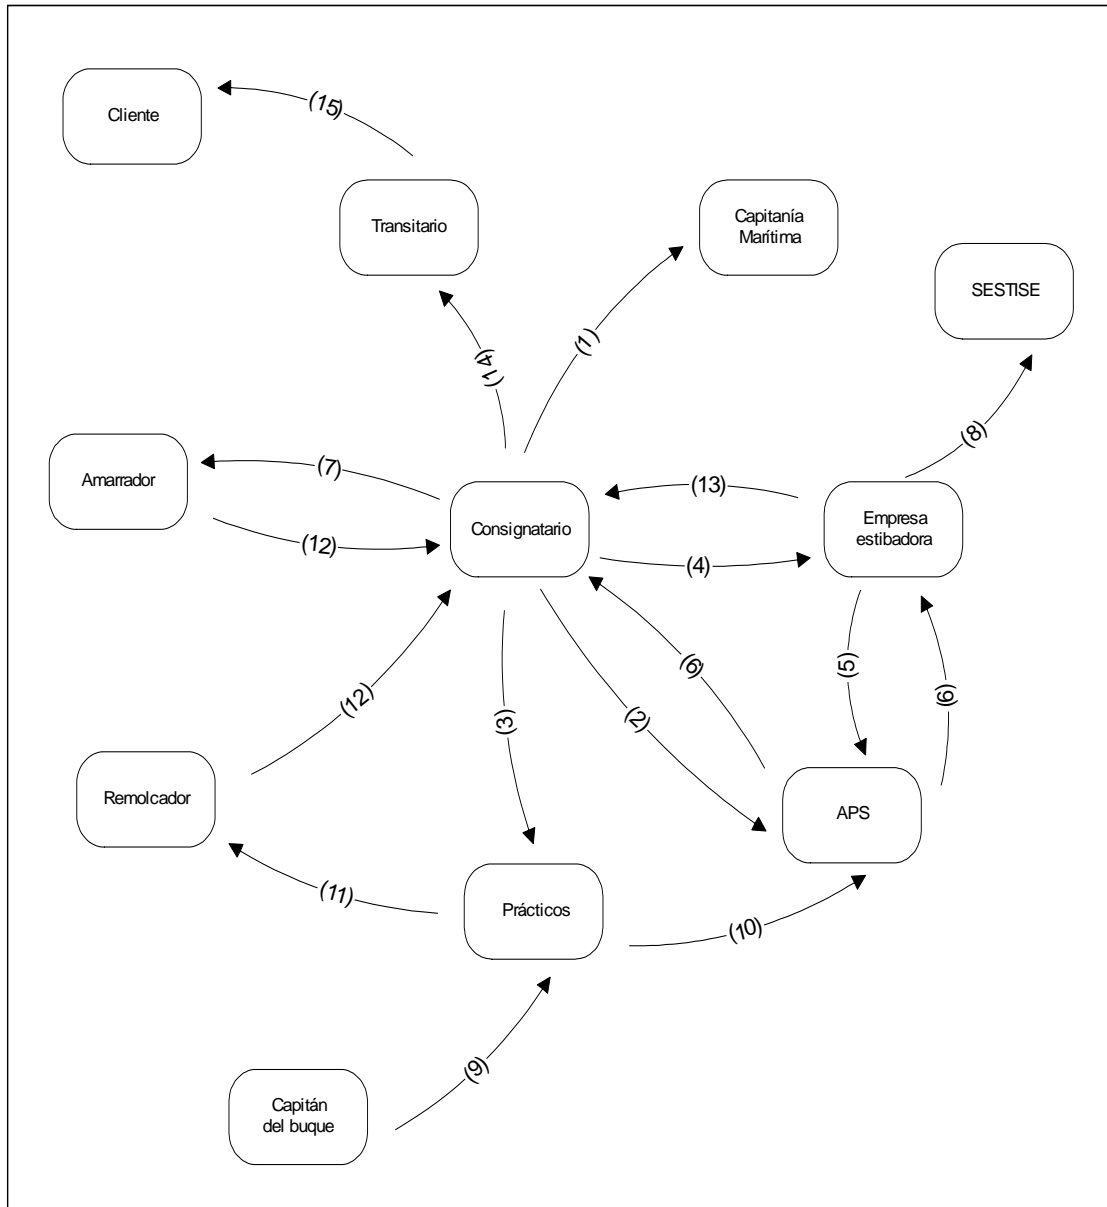 Cliente
(15)
Transitario
Capitanía
Marítima
SESTISE
(1)
(14)
(8)
Amarrador
(7)
(13)
Consignatario
Empresa
estibadora
(12)
(4)
(6)
(5)
(6)
(12)
(3)
(2)
Remolcador
APS
(11)
Prácticos
(10)
(9)
Capitán
del buque